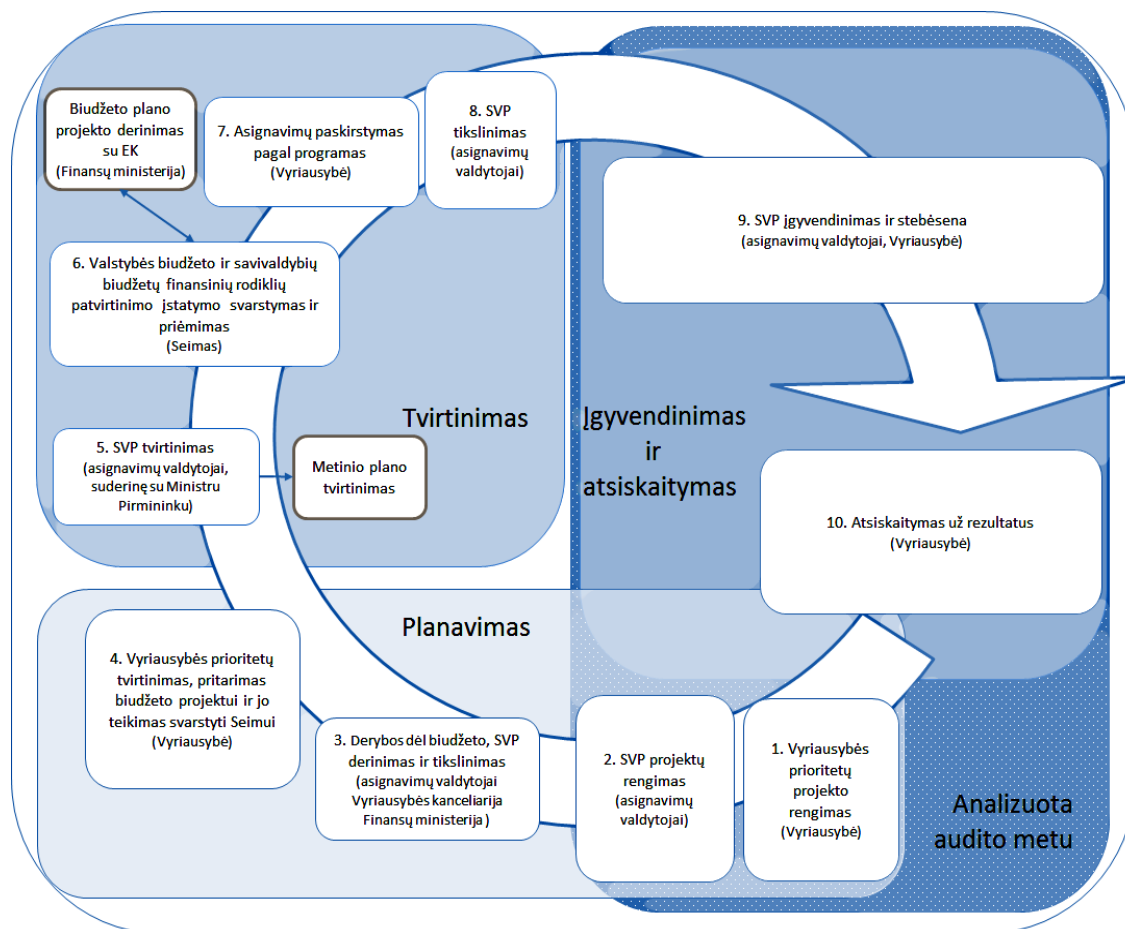 Biudžeto plano
projekto derinimas
su EK
(Finansų ministerija)
7. Asignavimų paskirstymas
pagal programas
(Vyriausybė)
8. SVP
tikslinimas
(asignavimų
valdytojai)
9. SVP įgyvendinimas ir stebėsena
(asignavimų valdytojai, Vyriausybė)
6. Valstybės biudžeto ir savivaldybių
biudžetų finansinių rodiklių
patvirtinimo įstatymo svarstymas ir
priėmimas
(Seimas)
Tvirtinimas
Įgyvendinimas
ir
atsiskaitymas
5. SVP tvirtinimas
(asignavimų valdytojai,
suderinę su Ministru
Pirmininku)
Metinio plano
tvirtinimas
10. Atsiskaitymas už rezultatus
(Vyriausybė)
Planavimas
4. Vyriausybės prioritetų
tvirtinimas, pritarimas
biudžeto projektui ir jo
teikimas svarstyti Seimui
(Vyriausybė)
3. Derybos dėl biudžeto, SVP
derinimas ir tikslinimas
(asignavimų valdytojai
Vyriausybės kanceliarija
Finansų ministerija )
2. SVP projektų
rengimas
(asignavimų
valdytojai)
1. Vyriausybės
prioritetų
projekto
rengimas
(Vyriausybė)
Analizuota
audito metu